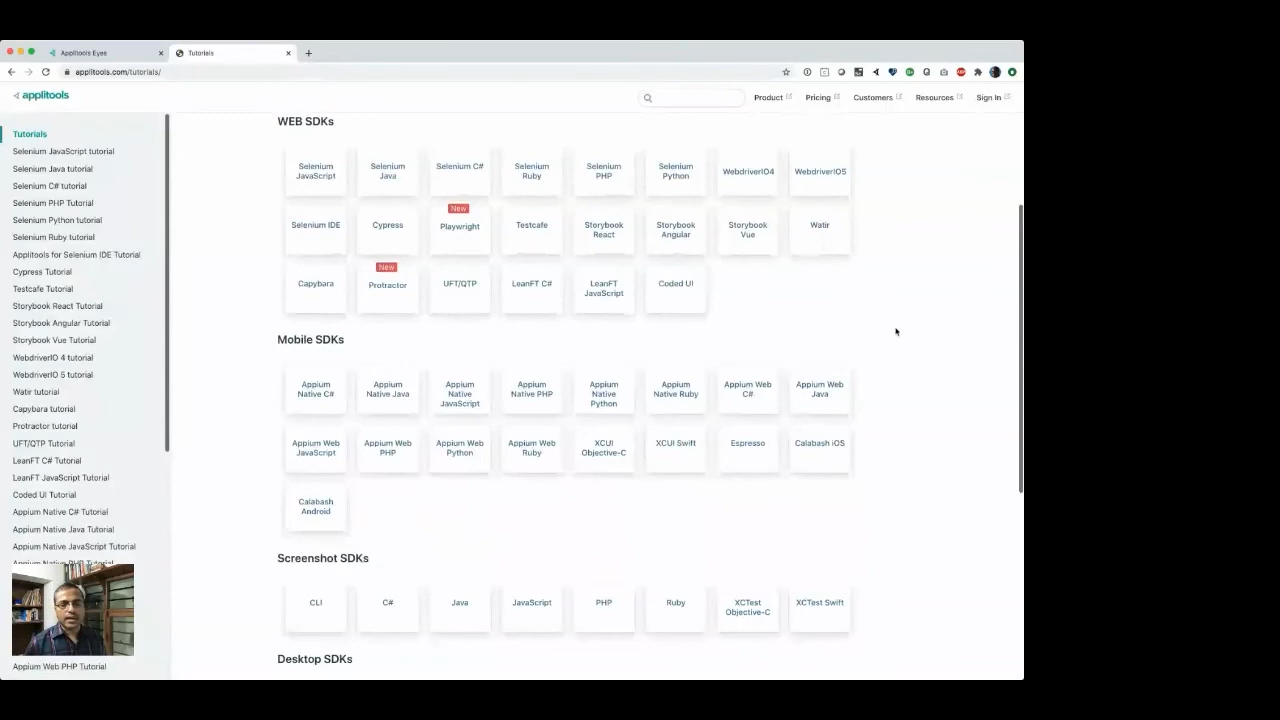 Applitools Eyes
Tutorials
applitools.com/tutorials/
applitools
Product
Pricing
Customers
Resources
Sign In
Tutorials
Selenium JavaScript tutorial
Selenium Java tutorial
Selenium C# tutorial
Selenium PHP Tutorial
Selenium Python tutorial
Selenium Ruby tutorial
Applitools for Selenium IDE Tutorial
Cypress Tutorial
Testcafe Tutorial
Storybook React Tutorial
Storybook Angular Tutorial
Storybook Vue Tutorial
WebdriverIO 4 tutorial
WebdriverIO 5 tutorial
Watir tutorial
Capybara tutorial
Protractor tutorial
UFT/QTP Tutorial
LeanFT C# Tutorial
LeanFT JavaScript Tutorial
Coded UI Tutorial
Appium Native C# Tutorial
Appium Native Java Tutorial
Appium Native JavaScript Tutorial
Appium Native PHP Tutorial
Appium Web PHP Tutorial
WEB SDKs
Selenium
JavaScript
Selenium
Java
Selenium C#
Selenium
Ruby
Selenium
PHP
Selenium
Python
WebdriverIO4
WebdriverIO5
Selenium IDE
Cypress
New
Playwright
Testcafe
Storybook
React
Storybook
Angular
Storybook
Vue
Watir
Capybara
New
Protractor
UFT/QTP
LeanFT C#
LeanFT
JavaScript
Coded UI
Mobile SDKs
Appium
Native C#
Appium
Native Java
Appium
Native
JavaScript
Appium
Native PHP
Appium
Native
Python
Appium
Native Ruby
Appium Web
C#
Appium Web
Java
Appium Web
JavaScript
Appium Web
PHP
Appium Web
Python
Appium Web
Ruby
XCUI
Objective-C
XCUI Swift
Espresso
Calabash iOS
Calabash
Android
Screenshot SDKs
CLI
C#
Java
JavaScript
PHP
Ruby
XCTest
Objective-C
XCTest Swift
Desktop SDKs